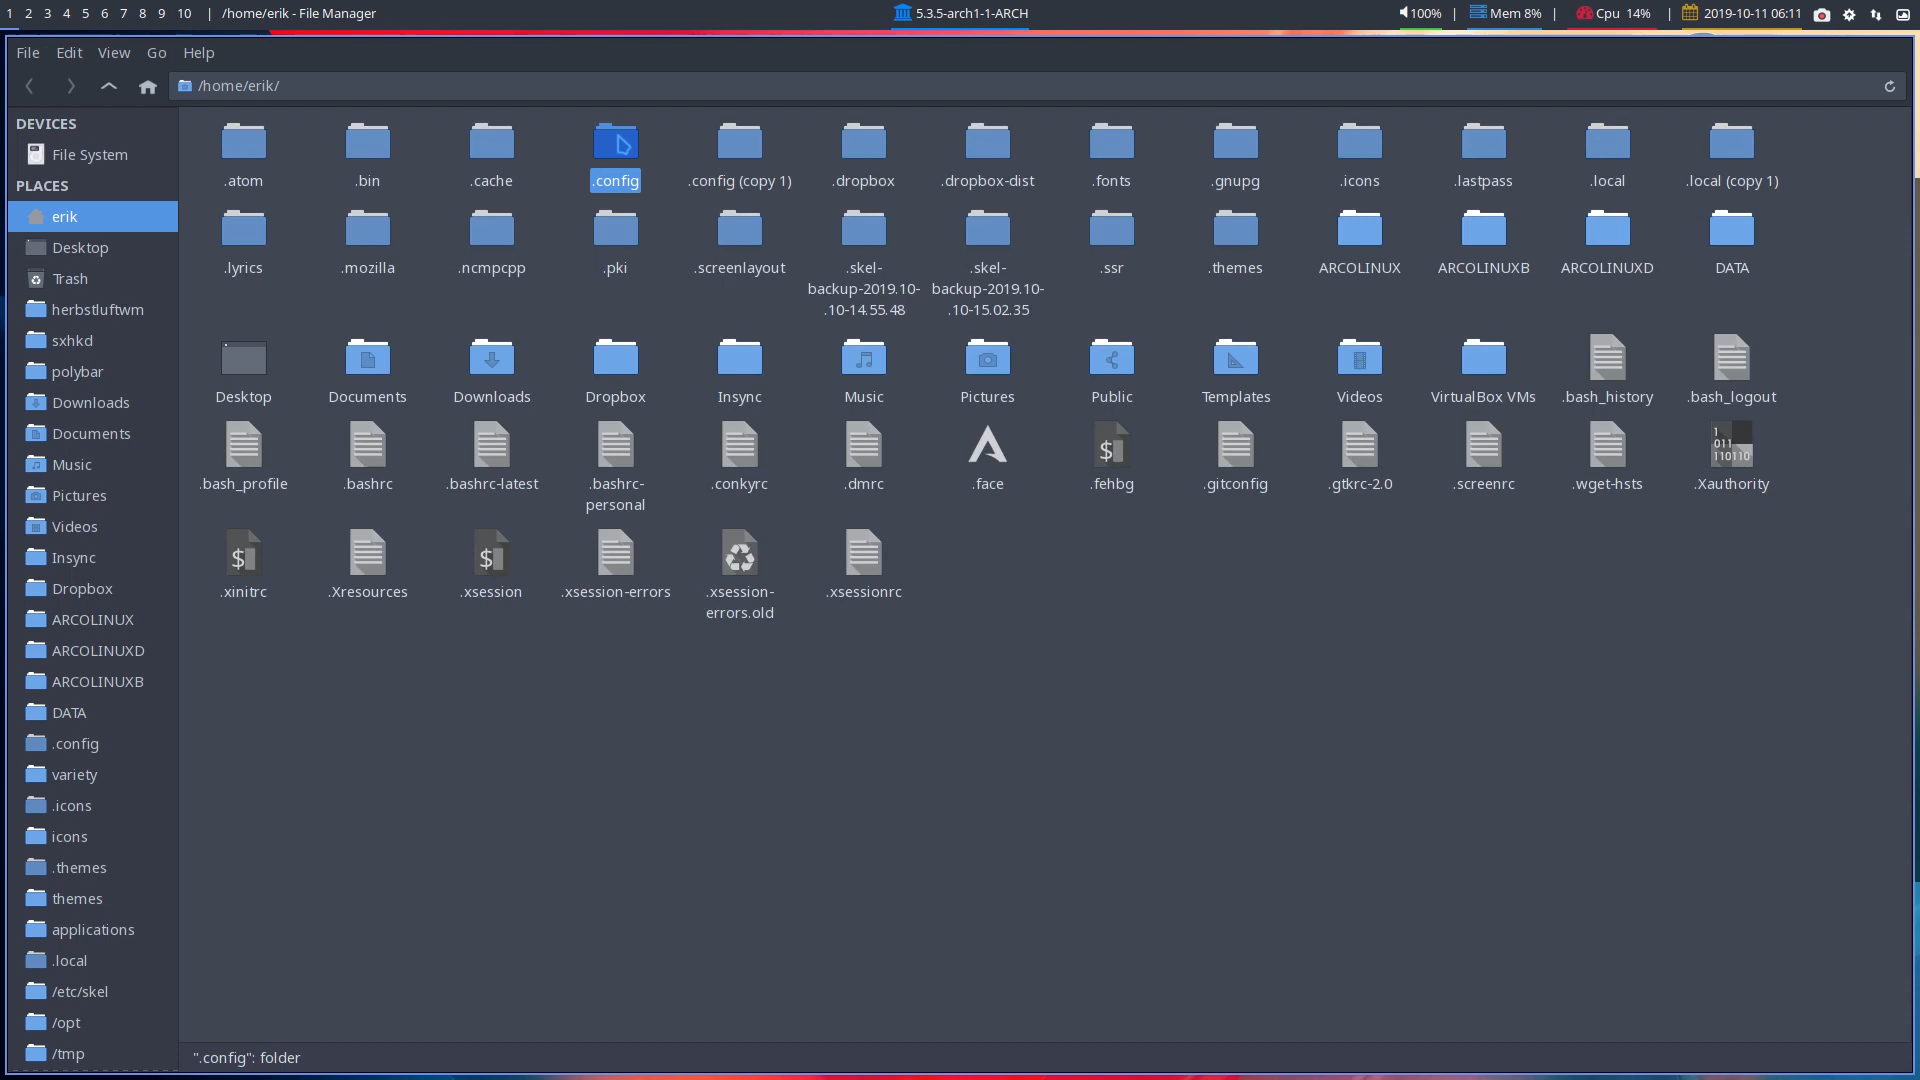 1 2 3 4 5 6 7 8 9 10 | /home/erik - File Manager 5.3.5-arch1-1-ARCH 100% | Mem 8% | Cpu 14% | 2019-10-11 06:11
File Edit View Go Help
/home/erik/
DEVICES
File System
PLACES
erik
Desktop
Trash
herbstluftwm
sxhkd
polybar
Downloads
Documents
Music
Pictures
Videos
Insync
Dropbox
ARCOLINUX
ARCOLINUXD
ARCOLINUXB
DATA
.config
variety
.icons
icons
.themes
themes
applications
.local
/etc/skel
/opt
/tmp
.atom .bin .cache .config .config (copy 1) .dropbox .dropbox-dist .fonts .gnupg .icons .lastpass .local .local (copy 1)
.lyrics .mozilla .ncmpcpp .pki .screenlayout .skel- .skel- .ssr .themes ARCOLINUX ARCOLINUXB ARCOLINUXD DATA
backup-2019.10- backup-2019.10-
.10-14.55.48 .10-15.02.35
Desktop Documents Downloads Dropbox Insync Music Pictures Public Templates Videos VirtualBox VMs .bash_history .bash_logout
$ 1
011
110110
.bash_profile .bashrc .bashrc-latest .bashrc- .conkyrc .dmrc .face .fehbg .gitconfig .gtkrc-2.0 .screenrc .wget-hsts .Xauthority
personal
$ $
.xinitrc .Xresources .xsession .xsession-errors .xsession- .xsessionrc
errors.old
".config": folder